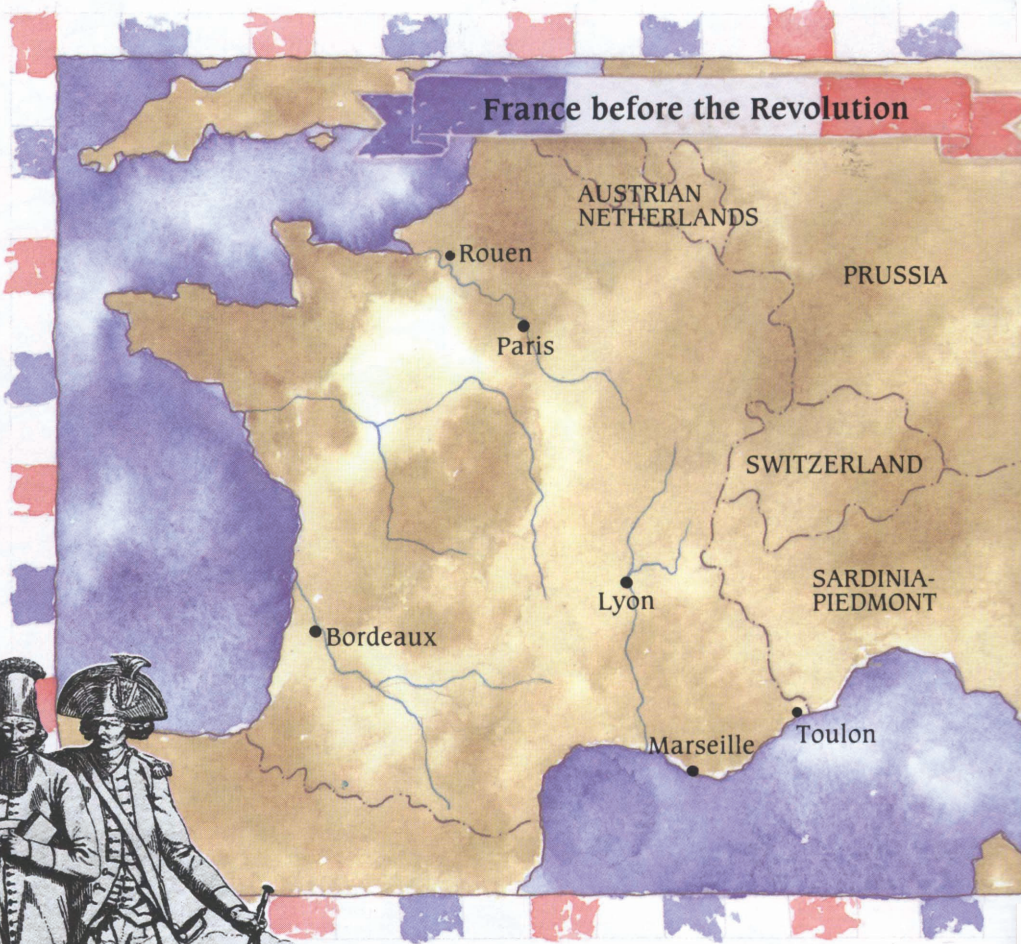 France before the Revolution
AUSTRIAN
NETHERLANDS
Rouen
PRUSSIA
Paris
SWITZERLAND
SARDINIA-
PIEDMONT
Lyon
Bordeaux
Toulon
Marseille